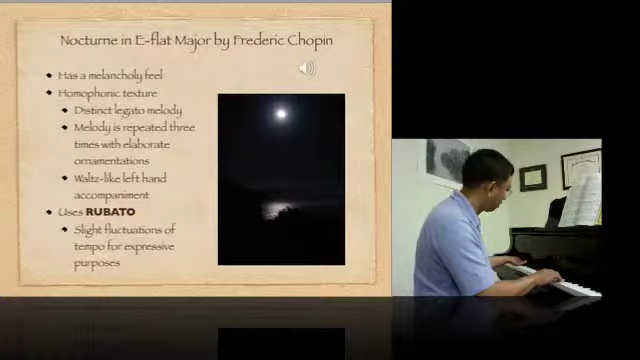 Nocturne in E-flat Major by Frederic Chopin
Has a melancholy feel
Homophonic texture
Distinct legato melody
Melody is repeated three
times with elaborate
ornamentations
Waltz-like left hand
accompaniment
Uses RUBATO
Slight fluctuations of
tempo for expressive
purposes